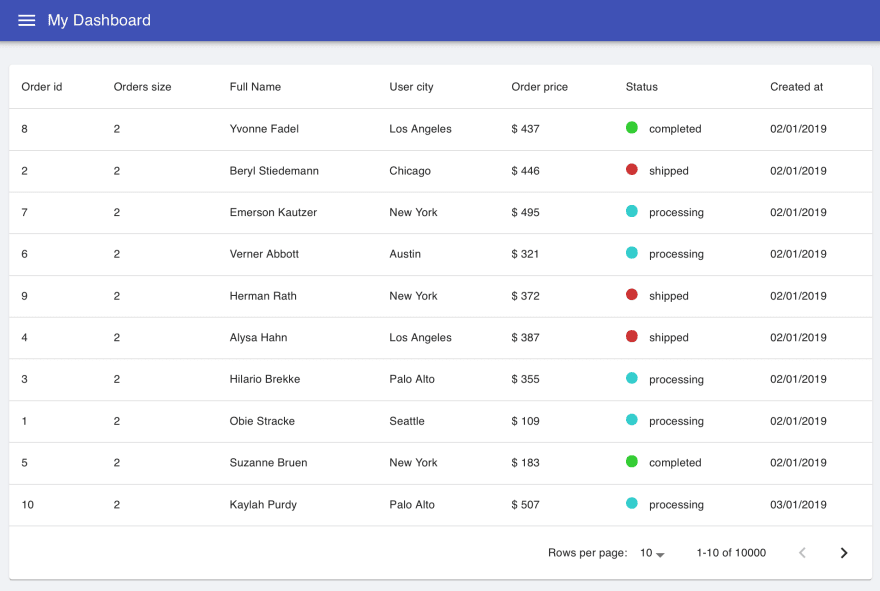 My Dashboard
Order id Orders size Full Name User city Order price Status Created at
8 2 Yvonne Fadel Los Angeles $ 437 completed 02/01/2019
2 2 Beryl Stiedemann Chicago $ 446 shipped 02/01/2019
7 2 Emerson Kautzer New York $ 495 processing 02/01/2019
6 2 Verner Abbott Austin $ 321 processing 02/01/2019
9 2 Herman Rath New York $ 372 shipped 02/01/2019
4 2 Alysa Hahn Los Angeles $ 387 shipped 02/01/2019
3 2 Hilario Brekke Palo Alto $ 355 processing 02/01/2019
1 2 Obie Stracke Seattle $ 109 processing 02/01/2019
5 2 Suzanne Bruen New York $ 183 completed 02/01/2019
10 2 Kaylah Purdy Palo Alto $ 507 processing 03/01/2019
Rows per page: 10 1-10 of 10000